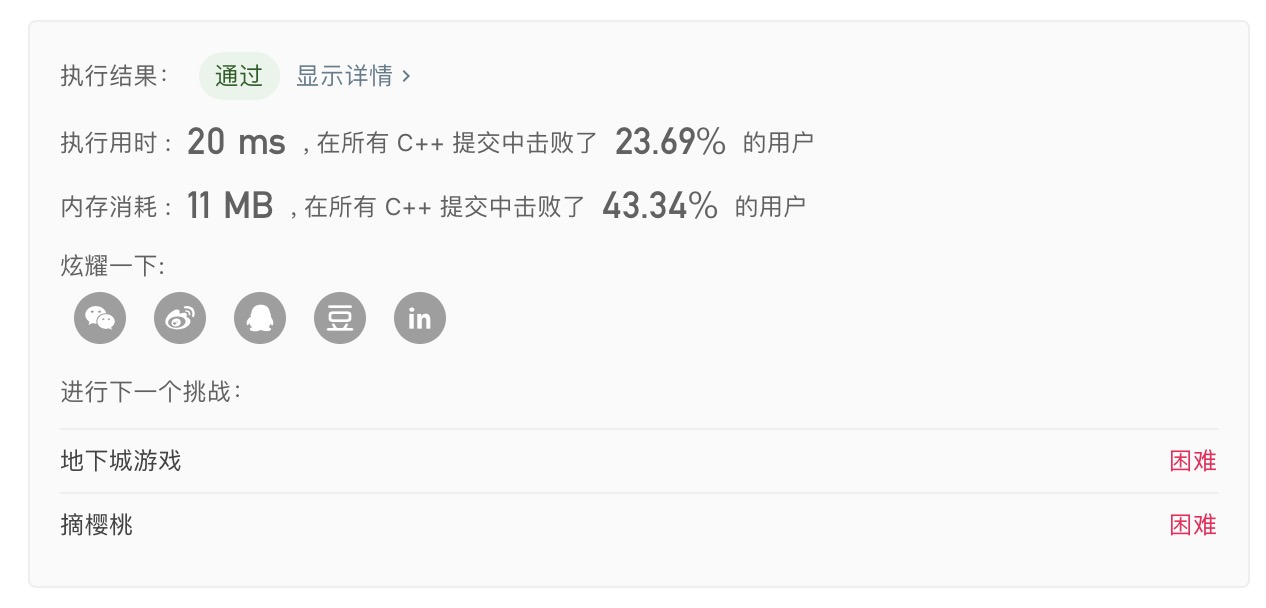 执行结果： 通过 显示详情 >
执行用时 : 20 ms , 在所有 C++ 提交中击败了 23.69% 的用户
内存消耗 : 11 MB , 在所有 C++ 提交中击败了 43.34% 的用户
炫耀一下:
豆 in
进行下一个挑战：
地下城游戏 困难
摘樱桃 困难